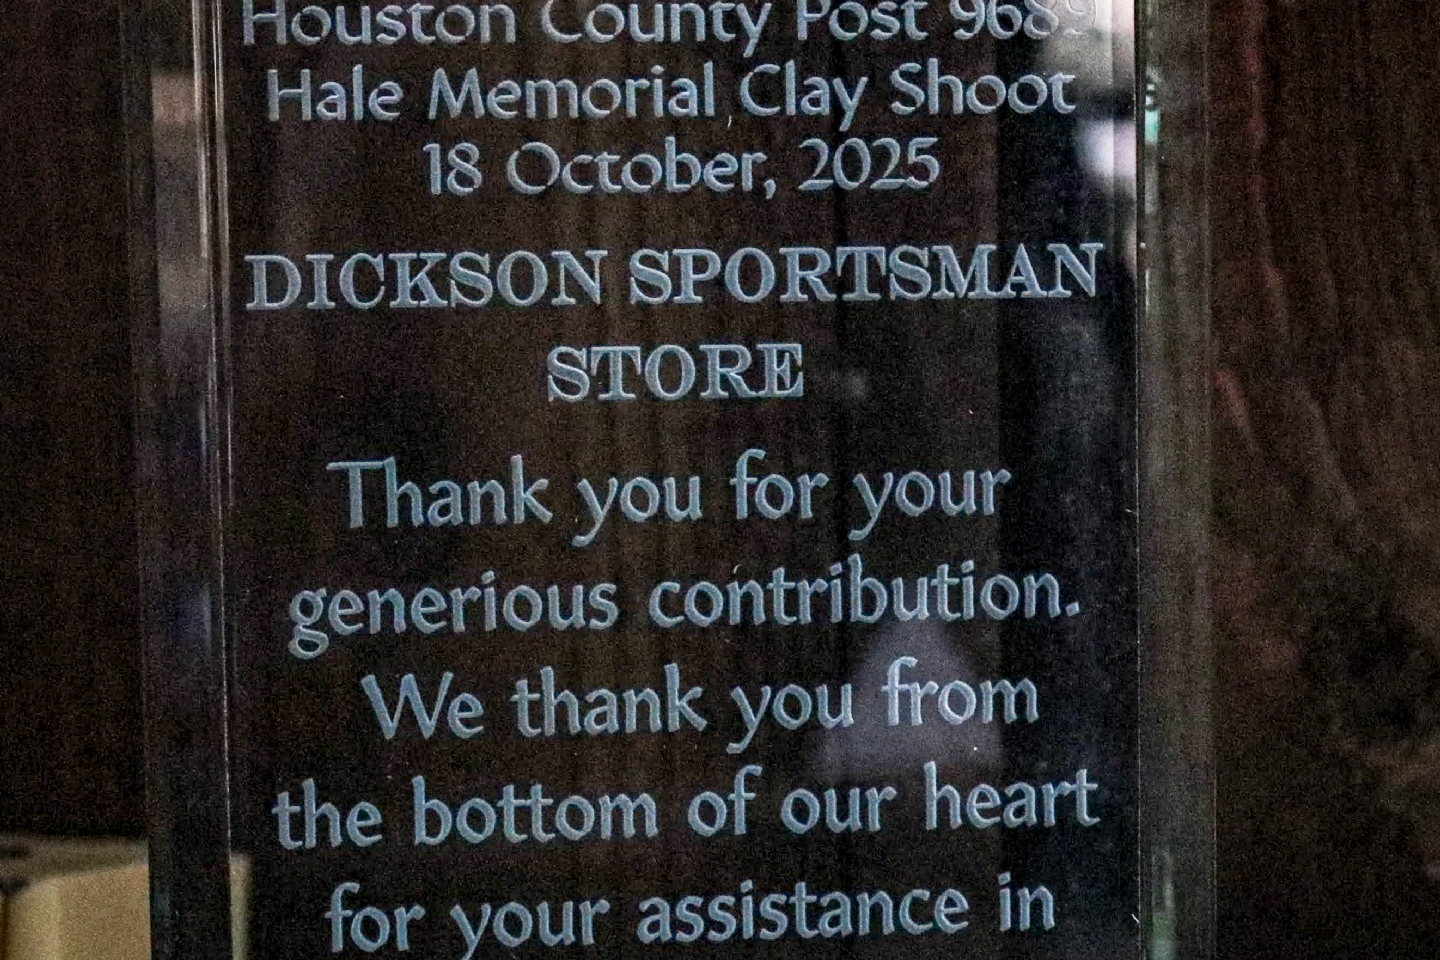 Houston County Post 9689
Hale Memorial Clay Shoot
18 October, 2025
DICKSON SPORTSMAN
STORE
Thank you for your
generious contribution.
We thank you from
the bottom of our heart
for your assistance in